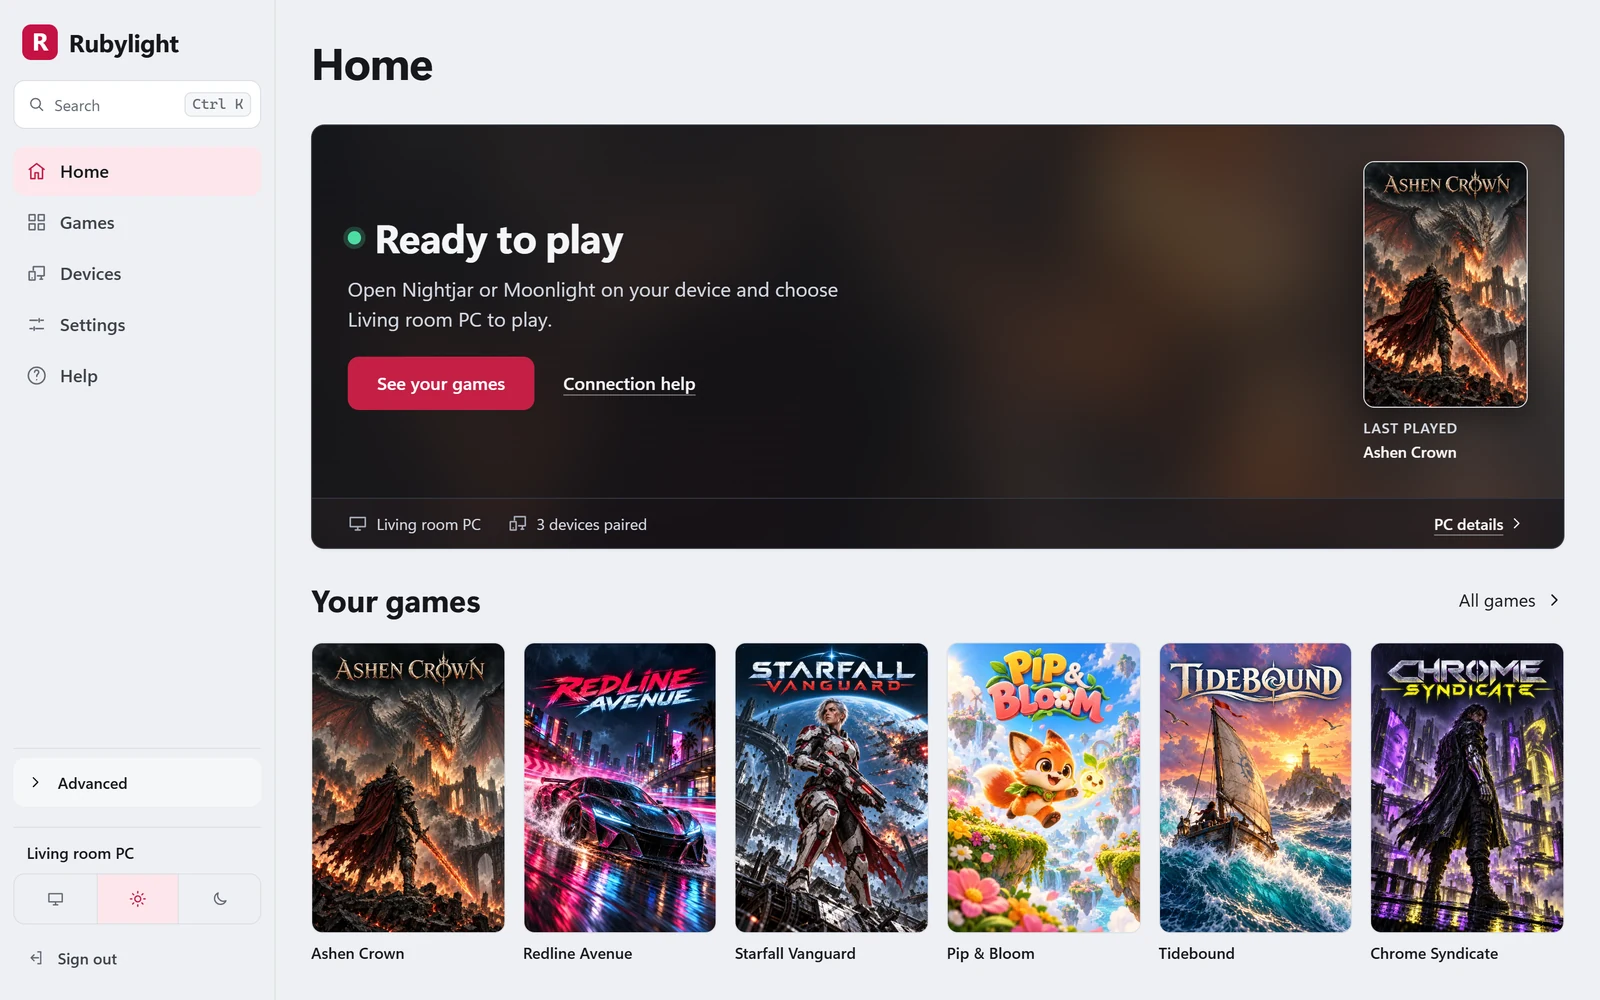 R Rubylight
Search Ctrl K
Home
Games
Devices
Settings
Help
Advanced
Living room PC
Sign out
Home
Ready to play
Open Nightjar or Moonlight on your device and choose
Living room PC to play.
See your games
Connection help
ASHEN CROWN
LAST PLAYED
Ashen Crown
Living room PC
3 devices paired
PC details
Your games
All games
ASHEN CROWN
REDLINE
AVENUE
STARFALL
VANGUARD
PIP &
BLOOM
TIDEBOUND
CHROME
SYNDICATE
Ashen Crown
Redline Avenue
Starfall Vanguard
Pip & Bloom
Tidebound
Chrome Syndicate